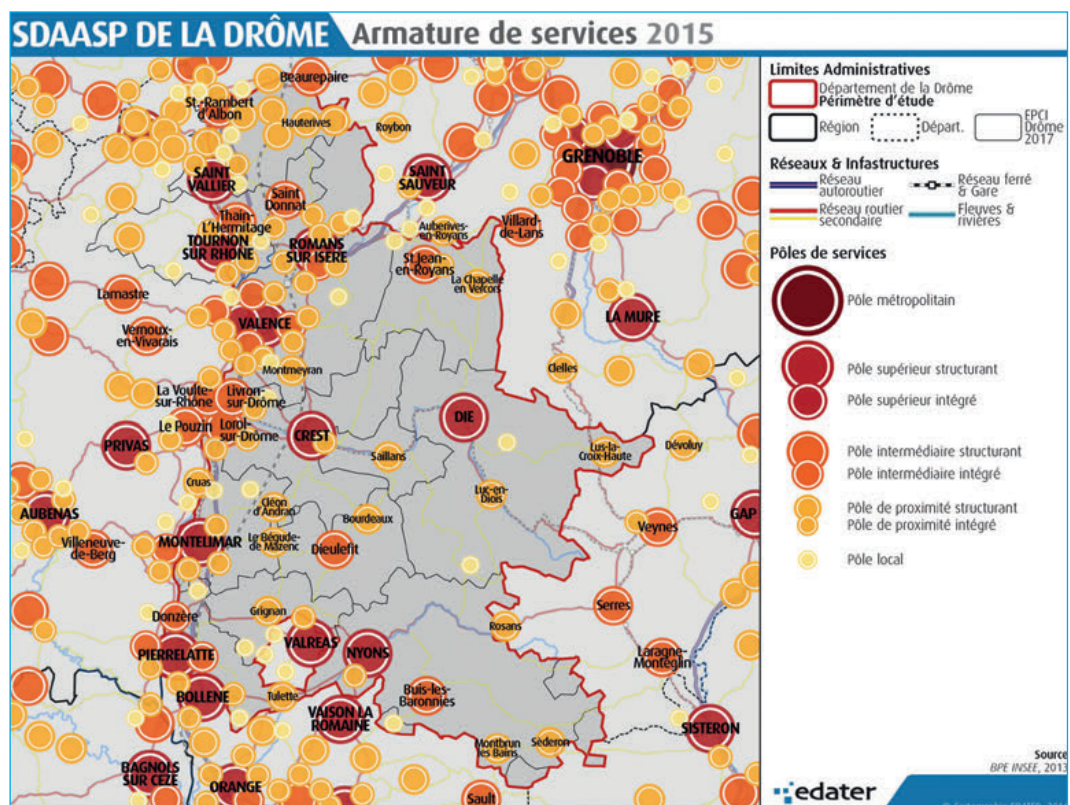 SDAASP DE LA DRÔME Armature de services 2015
Beaurepaire
St.-Rambert
d'Albon
Hauterives
Roybon
GRENOBLE
SAINT
VALLIER
SAINT
SAUVEUR
Saint
Donnat
Thain-
L'Hermitage
TOURNON
SUR RHONE
ROMANS
SUR ISERE
Auberives-
en-Royans
Villard-
de-Lans
St Jean-
en-Royans
La Chapelle
en Vercors
Lamastre
VALENCE
LA MURE
Vernoux-
en-Vivarais
Montmeyran
Clelles
La Voulte-
sur-Rhône
Livron-
sur-Drôme
Le Pouzin
Lorol-
sur-Drôme
PRIVAS
CREST
DIE
Saillans
Lus-la-
Croix-Haute
Dévoluy
Cruas
Cléon
d'Andran
Luc-en-
Diois
Bourdeaux
AUBENAS
Villeneuve-
de-Berg
MONTELIMAR
Le Bégude-
de Mazenc
Dieulefit
Veynes
GAP
Donzère
Grignan
Serres
Rosans
PIERRELATTE
VALREAS
NYONS
Laragne-
Montéglin
BOLLENE
Tulette
VAISON LA
ROMAINE
Buis-les-
Baronnies
SISTERON
Montbrun
les Bains
Séderon
BAGNOLS
SUR CEZE
ORANGE
Sault
Limites Administratives
Département de la Drôme
Périmètre d'étude
Région
Départ.
EPCI
Drôme
2017
Réseaux & Infastructures
Réseau
autoroutier
Réseau ferré
& Gare
Réseau routier
secondaire
Fleuves &
rivières
Pôles de services
Pôle métropolitain
Pôle supérieur structurant
Pôle supérieur intégré
Pôle intermédiaire structurant
Pôle intermédiaire intégré
Pôle de proximité structurant
Pôle de proximité intégré
Pôle local
Source
BPE INSEE, 2013
edater